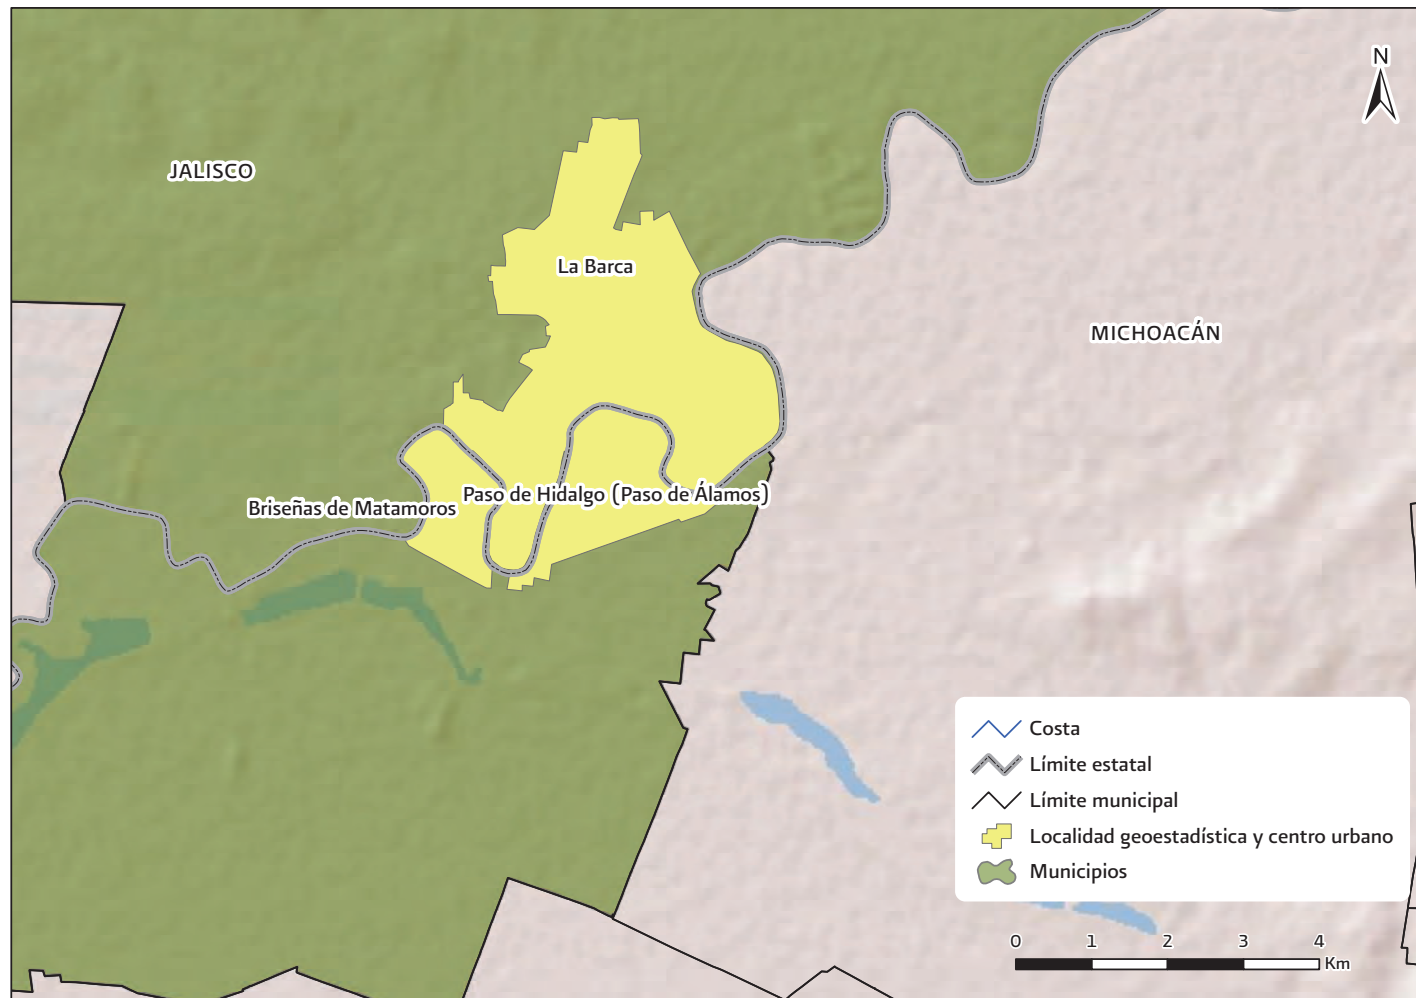 N
JALISCO
La Barca
MICHOACÁN
Paso de Hidalgo (Paso de Álamos)
Briseñas de Matamoros
Costa
Límite estatal
Límite municipal
Localidad geoestadística y centro urbano
Municipios
0 1 2 3 4
Km